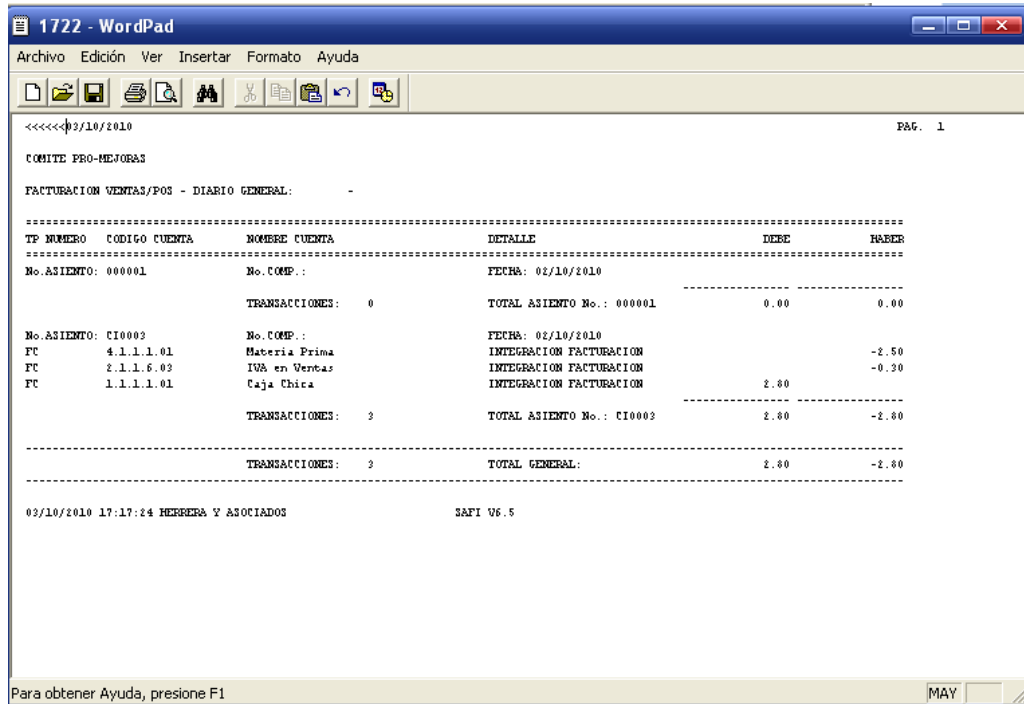 1722 - WordPad
Archivo Edición Ver Insertar Formato Ayuda
<<<<<<03/10/2010 PAG. 1
COMITE PRO-MEJORAS
FACTURACION VENTAS/POS - DIARIO GENERAL: -
TP NUMERO CODIGO CUENTA NOMBRE CUENTA DETALLE DEBE HABER
No.ASIENTO: 000001 No.COMP.: FECHA: 02/10/2010
TRANSACCIONES: 0 TOTAL ASIENTO No.: 000001 0.00 0.00
No.ASIENTO: CI0003 No.COMP.: FECHA: 02/10/2010
FC 4.1.1.1.01 Materia Prima INTEGRACION FACTURACION -2.50
FC 2.1.1.6.03 IVA en Ventas INTEGRACION FACTURACION -0.30
FC 1.1.1.1.01 Caja Chica INTEGRACION FACTURACION 2.80
TRANSACCIONES: 3 TOTAL ASIENTO No.: CI0003 2.80 -2.80
TRANSACCIONES: 3 TOTAL GENERAL: 2.80 -2.80
03/10/2010 17:17:24 HERRERA Y ASOCIADOS SAFI V6.5
Para obtener Ayuda, presione F1 MAY